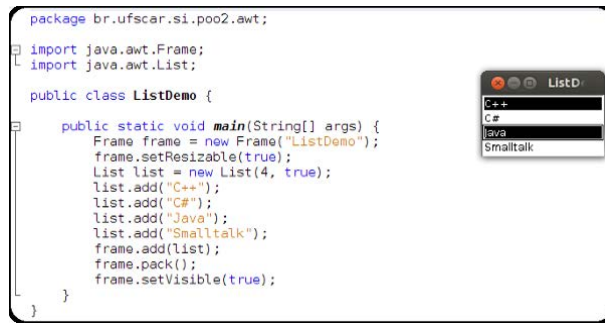 package br.ufscar.si.poo2.awt;
import java.awt.Frame;
import java.awt.List;
public class ListDemo {
public static void main(String[] args) {
Frame frame = new Frame("ListDemo");
frame.setResizable(true);
List list = new List(4, true);
list.add("C++");
list.add("C#");
list.add("Java");
list.add("Smalltalk");
frame.add(list);
frame.pack();
frame.setVisible(true);
}
}
ListD
C++
C#
Java
Smalltalk